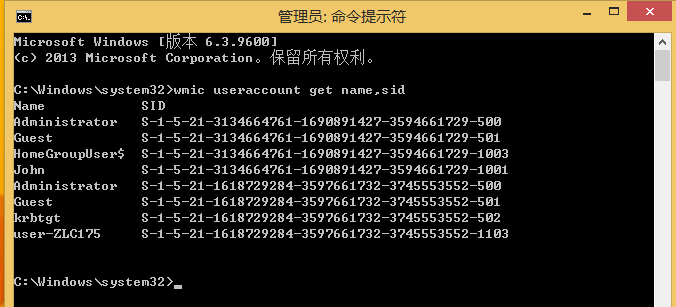 管理员: 命令提示符
Microsoft Windows [版本 6.3.9600]
(c) 2013 Microsoft Corporation。保留所有权利。
C:\Windows\system32>wmic useraccount get name,sid
Name SID
Administrator S-1-5-21-3134664761-1690891427-3594661729-500
Guest S-1-5-21-3134664761-1690891427-3594661729-501
HomeGroupUser$ S-1-5-21-3134664761-1690891427-3594661729-1003
John S-1-5-21-3134664761-1690891427-3594661729-1001
Administrator S-1-5-21-1618729284-3597661732-3745553552-500
Guest S-1-5-21-1618729284-3597661732-3745553552-501
krbtgt S-1-5-21-1618729284-3597661732-3745553552-502
user-ZLC175 S-1-5-21-1618729284-3597661732-3745553552-1103
C:\Windows\system32>_